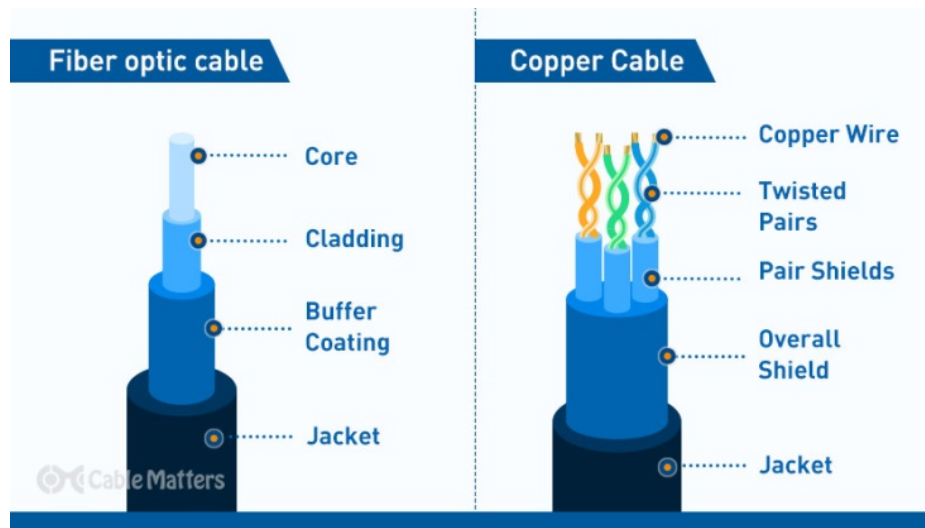 Fiber optic cable
Core
Cladding
Buffer
Coating
Jacket
Cable Matters
Copper Cable
Copper Wire
Twisted
Pairs
Pair Shields
Overall
Shield
Jacket